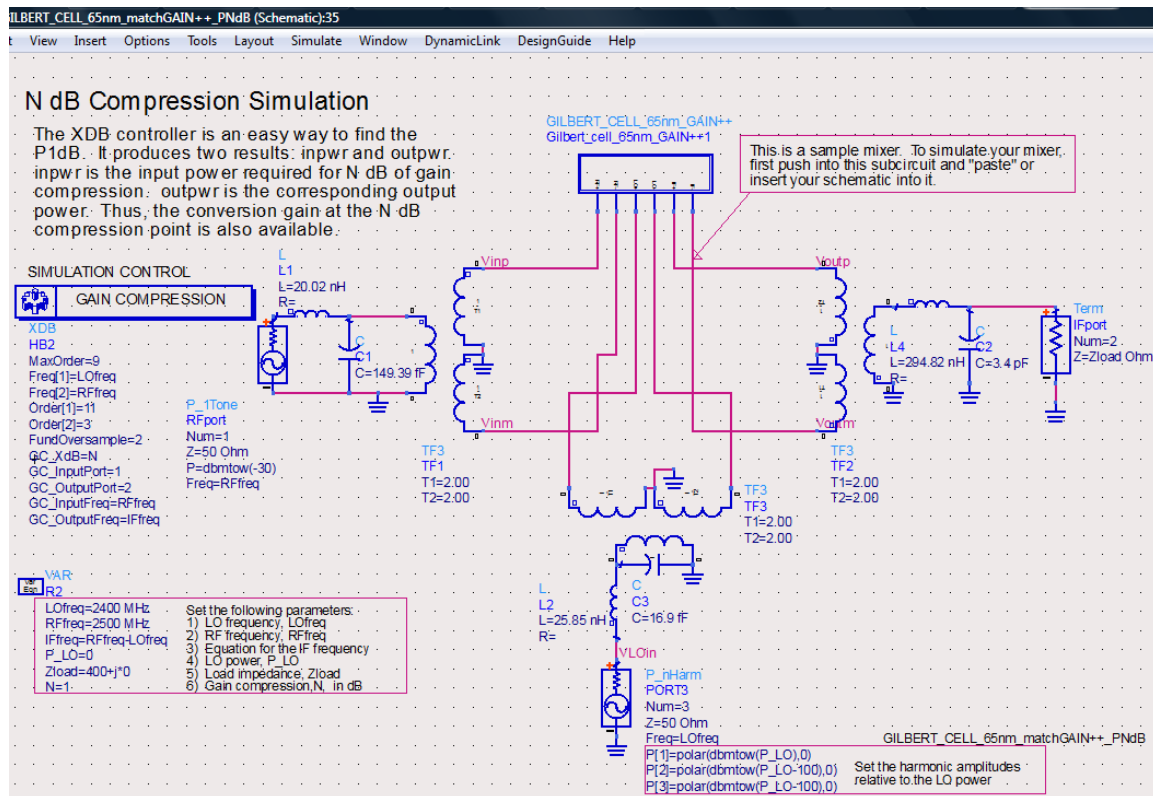 GILBERT_CELL_65nm_matchGAIN++_PNdB (Schematic):35
View Insert Options Tools Layout Simulate Window DynamicLink DesignGuide Help
N dB Compression Simulation
The XDB controller is an easy way to find the
P1dB. It produces two results: inpwr and outpwr.
inpwr is the input power required for N dB of gain
compression. outpwr is the corresponding output
power. Thus, the conversion gain at the N dB
compression point is also available.
GILBERT_CELL_65nm_GAIN++
Gilbert_cell_65nm_GAIN++1
This is a sample mixer. To simulate your mixer,
first push into this subcircuit and "paste" or
insert your schematic into it.
SIMULATION CONTROL
GAIN COMPRESSION
XDB
HB2
MaxOrder=9
Freq[1]=LOfreq
Freq[2]=RFfreq
Order[1]=11
Order[2]=3
FundOversample=2
GC_XdB=N
GC_InputPort=1
GC_OutputPort=2
GC_InputFreq=RFfreq
GC_OutputFreq=IFfreq
L
L1
L=20.02 nH
R=
C
C1
C=149.39 fF
P_1Tone
RFport
Num=1
Z=50 Ohm
P=dbmtow(-30)
Freq=RFfreq
Vinp
Vinm
TF3
TF1
T1=2.00
T2=2.00
Voutp
Voutm
TF3
TF2
T1=2.00
T2=2.00
L
L4
L=294.82 nH
R=
C
C2
C=3.4 pF
Term
IFport
Num=2
Z=Zload Ohm
TF3
TF3
T1=2.00
T2=2.00
L
L2
L=25.85 nH
R=
C
C3
C=16.9 fF
VLOin
P_nHarm
PORT3
Num=3
Z=50 Ohm
Freq=LOfreq
P[1]=polar(dbmtow(P_LO),0)
P[2]=polar(dbmtow(P_LO-100),0)
P[3]=polar(dbmtow(P_LO-100),0)
GILBERT_CELL_65nm_matchGAIN++_PNdB
Set the harmonic amplitudes
relative to the LO power
Var
Eqn
VAR
R2
LOfreq=2400 MHz
RFfreq=2500 MHz
IFfreq=RFfreq-LOfreq
P_LO=0
Zload=400+j*0
N=1
Set the following parameters:
1) LO frequency, LOfreq
2) RF frequency, RFfreq
3) Equation for the IF frequency
4) LO power, P_LO
5) Load impedance, Zload
6) Gain compression,N, in dB